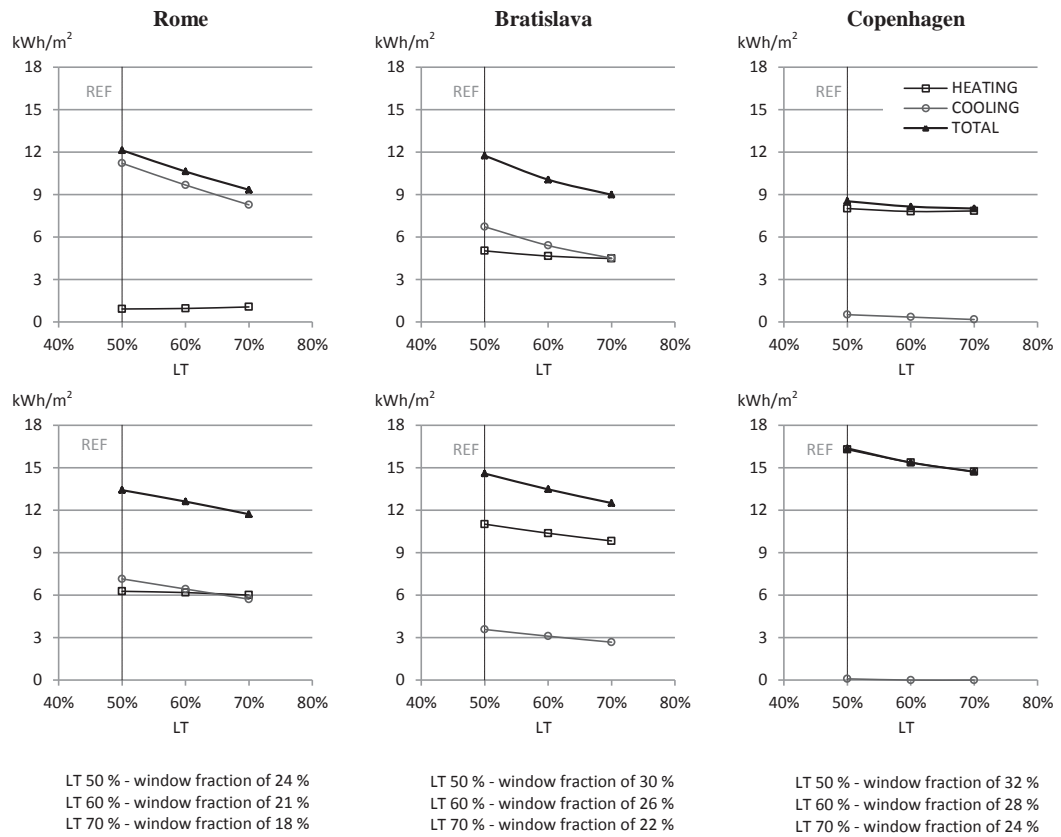 Rome
kWh/m²
18
15
12
9
6
3
0
REF
40% 50% 60% 70% 80%
LT
Bratislava
kWh/m²
18
15
12
9
6
3
0
REF
40% 50% 60% 70% 80%
LT
Copenhagen
kWh/m²
18
15
12
9
6
3
0
REF
HEATING
COOLING
TOTAL
40% 50% 60% 70% 80%
LT
kWh/m²
18
15
12
9
6
3
0
REF
40% 50% 60% 70% 80%
LT
kWh/m²
18
15
12
9
6
3
0
REF
40% 50% 60% 70% 80%
LT
kWh/m²
18
15
12
9
6
3
0
REF
40% 50% 60% 70% 80%
LT
LT 50 % - window fraction of 24 %
LT 60 % - window fraction of 21 %
LT 70 % - window fraction of 18 %
LT 50 % - window fraction of 30 %
LT 60 % - window fraction of 26 %
LT 70 % - window fraction of 22 %
LT 50 % - window fraction of 32 %
LT 60 % - window fraction of 28 %
LT 70 % - window fraction of 24 %